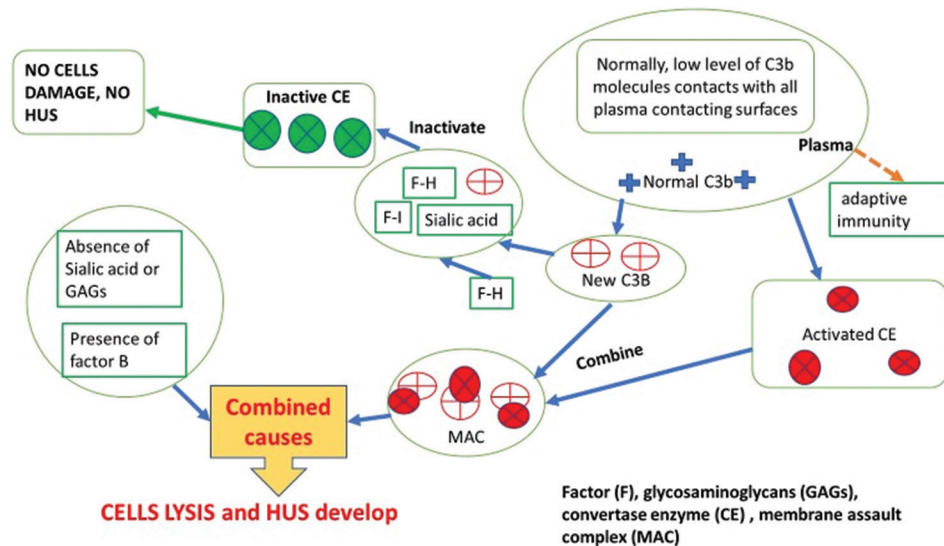 NO CELLS
DAMAGE, NO
HUS
Inactive CE
Inactivate
Normally, low level of C3b
molecules contacts with all
plasma contacting surfaces
Plasma
Normal C3b
adaptive
immunity
F-H
F-I
Sialic acid
F-H
New C3B
Absence of
Sialic acid or
GAGs
Presence of
factor B
Activated CE
Combine
MAC
Combined
causes
CELLS LYSIS and HUS develop
Factor (F), glycosaminoglycans (GAGs),
convertase enzyme (CE) , membrane assault
complex (MAC)